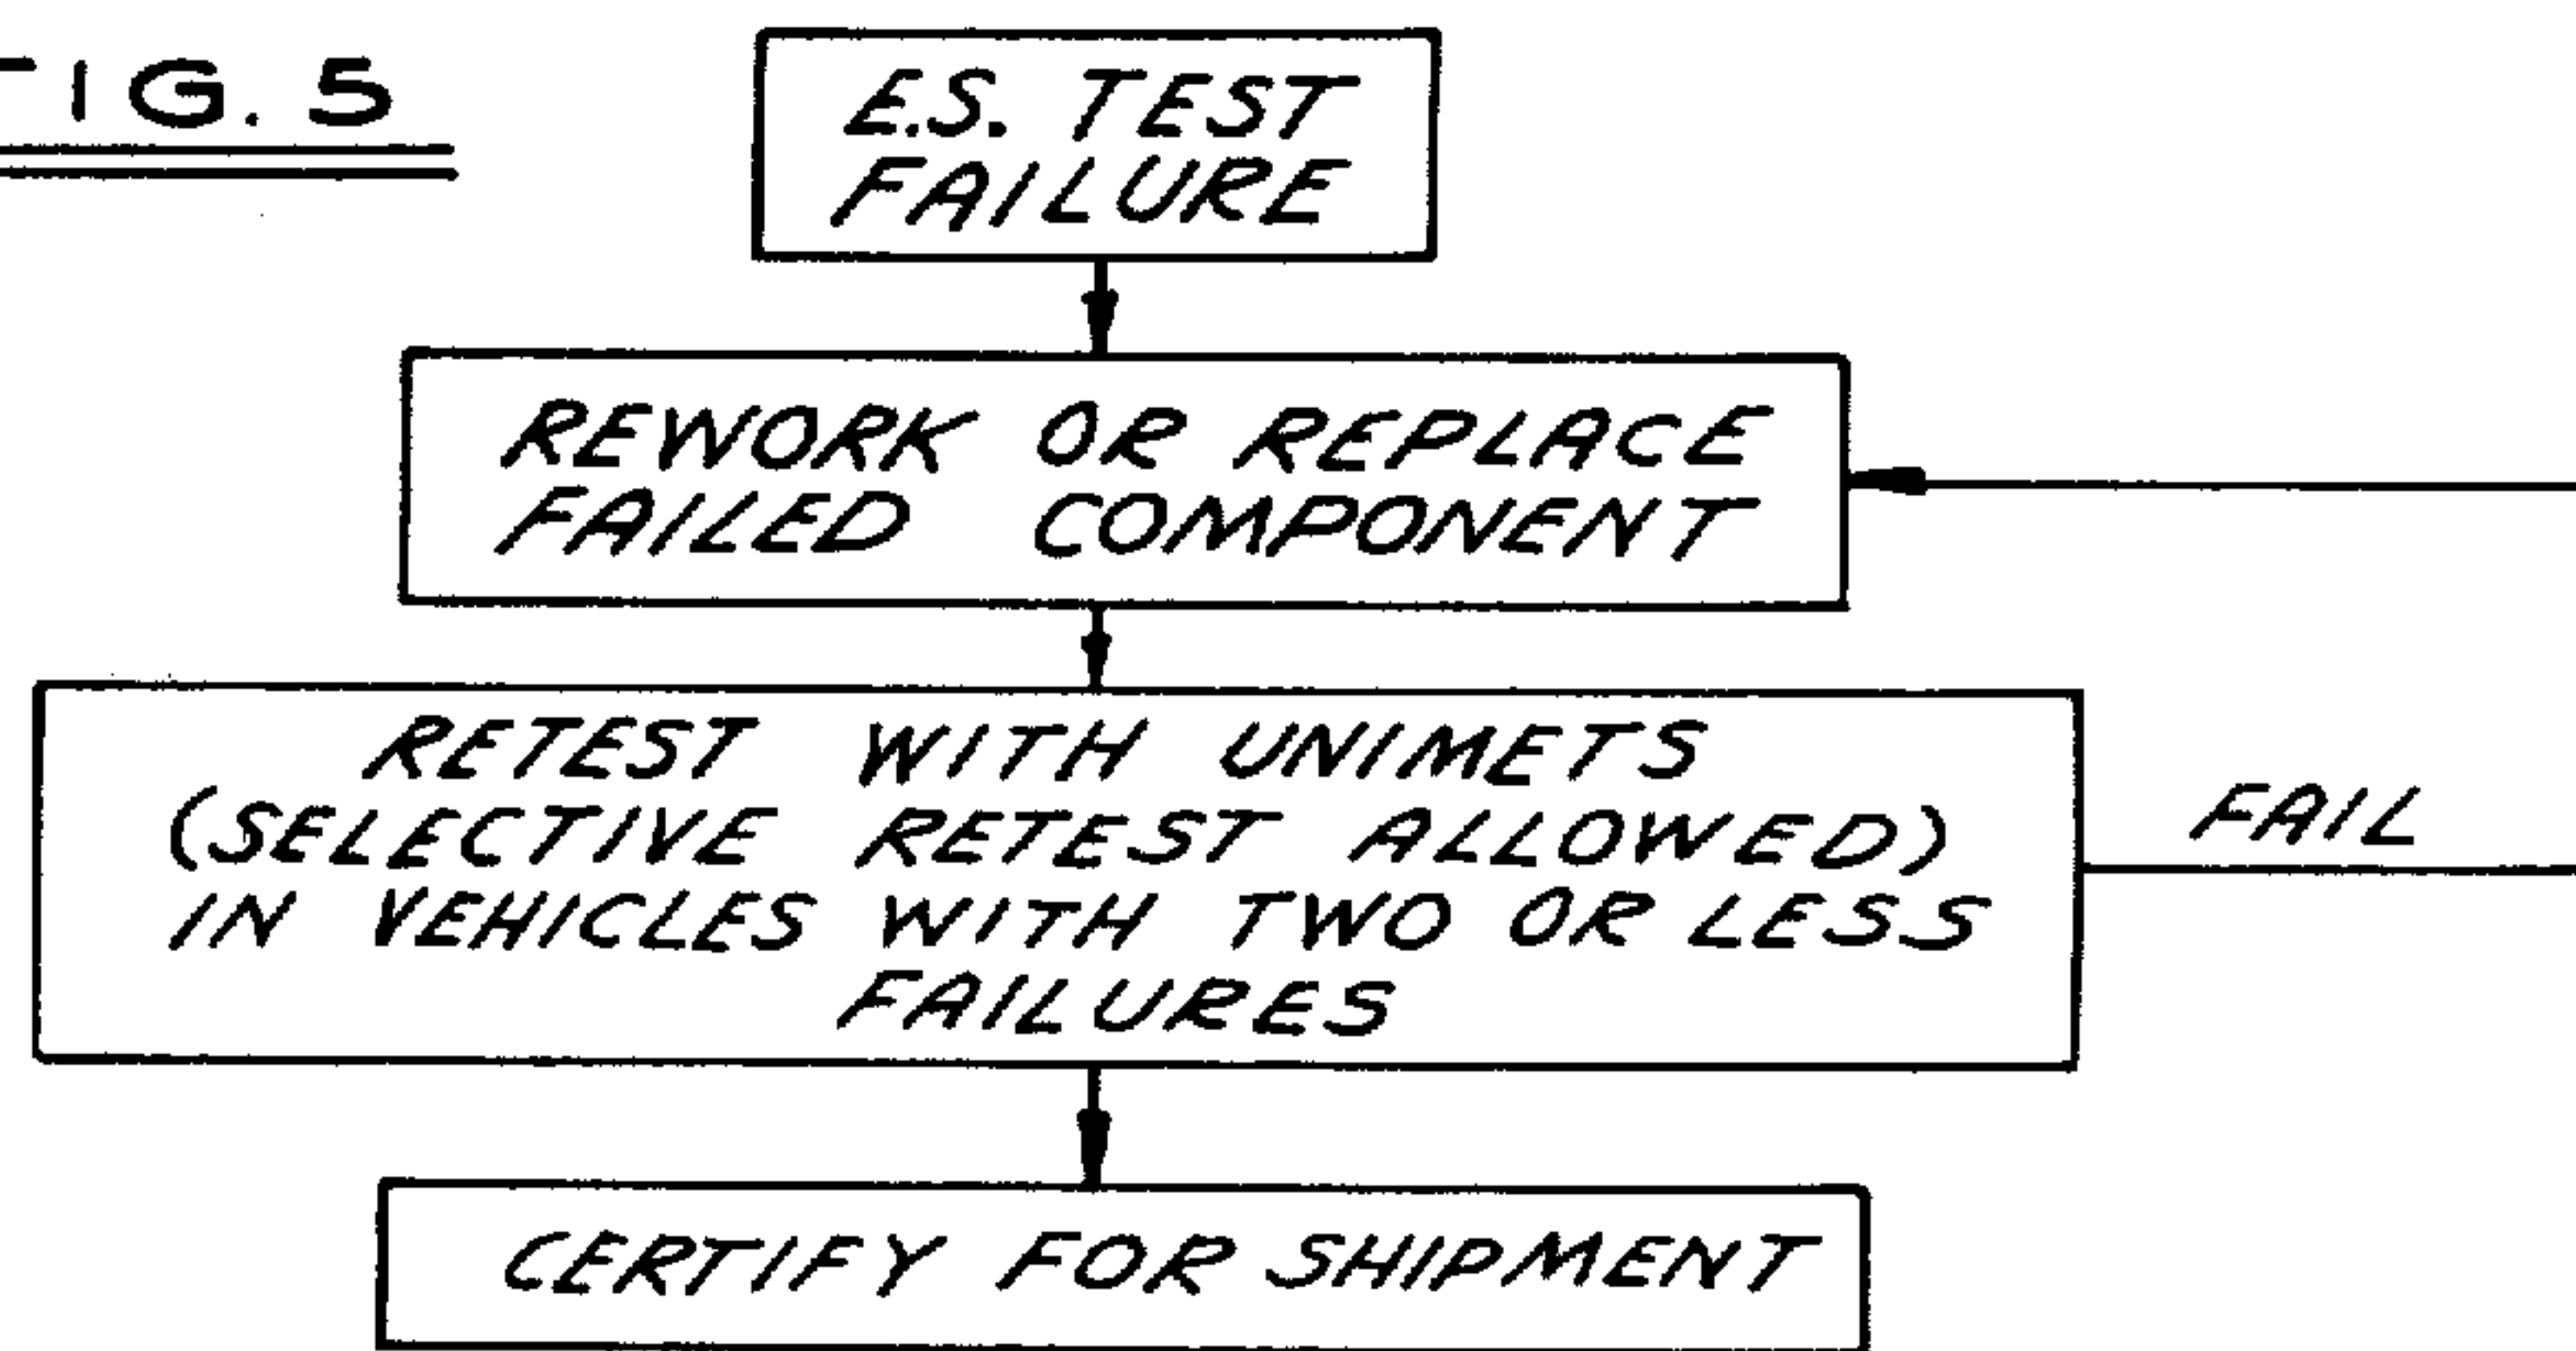 FIG. 5
E.S. TEST
FAILURE
REWORK OR REPLACE
FAILED COMPONENT
RETEST WITH UNIMETS
(SELECTIVE RETEST ALLOWED)
IN VEHICLES WITH TWO OR LESS
FAILURES
FAIL
CERTIFY FOR SHIPMENT